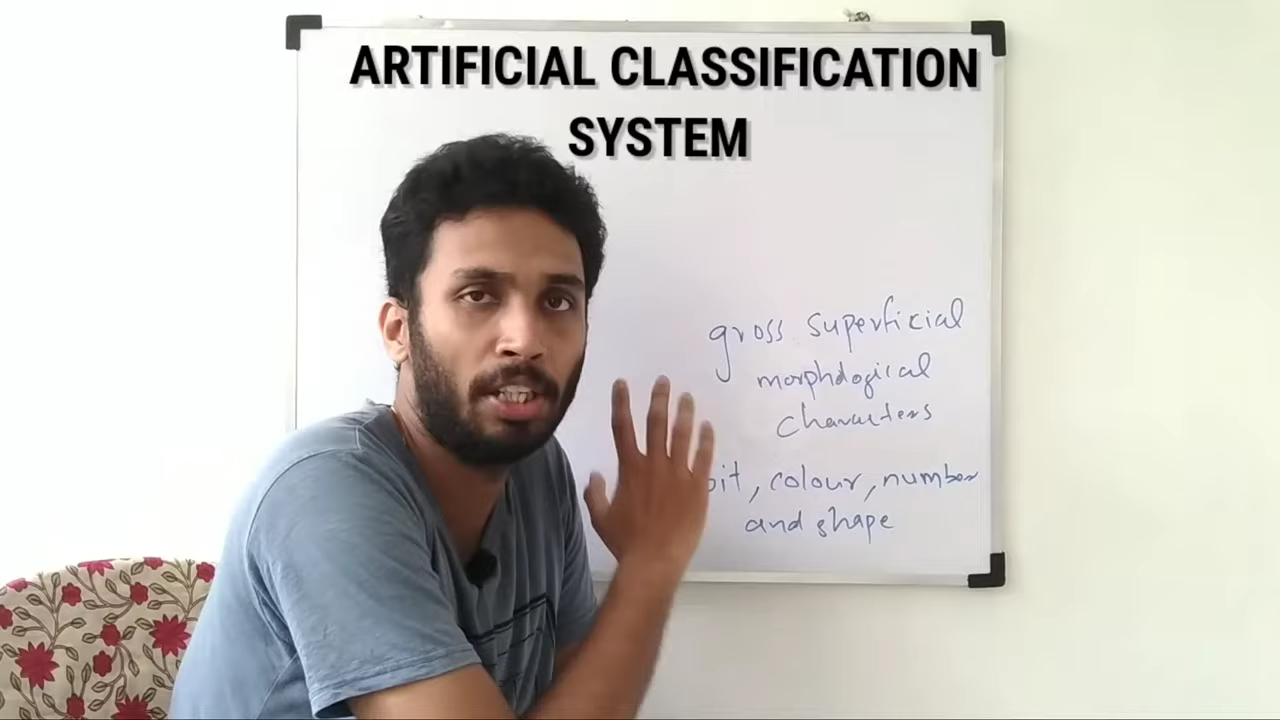 ARTIFICIAL CLASSIFICATION
SYSTEM
gross superficial
morphological
characters
, colour, number
and shape